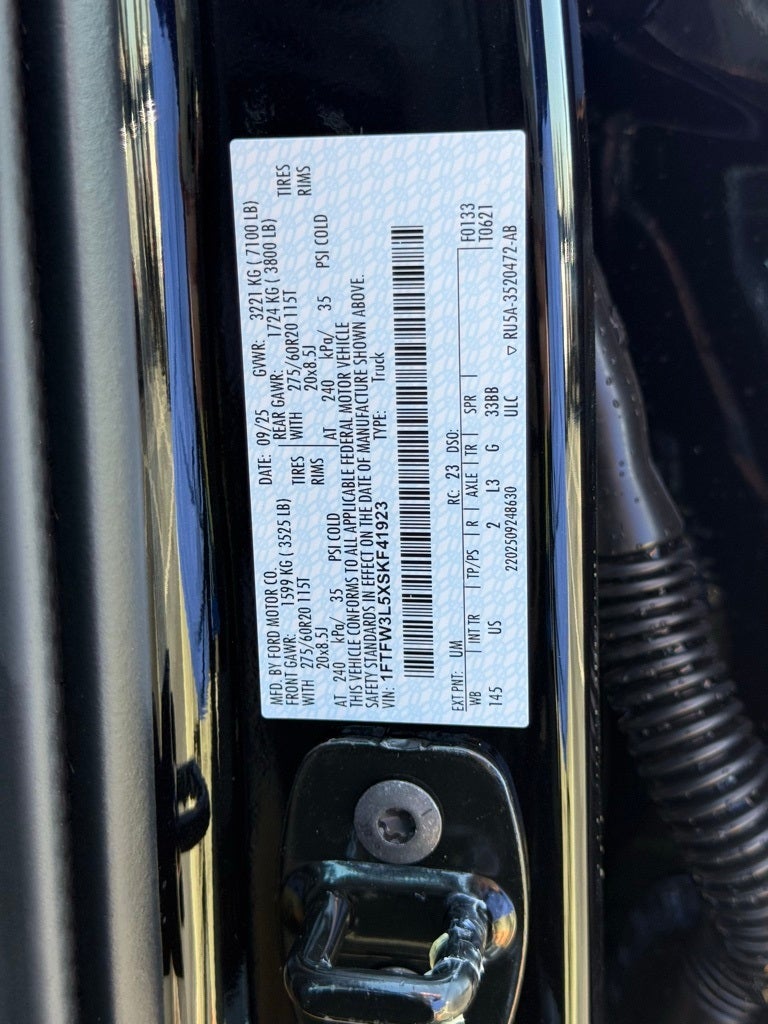 MFD. BY FORD MOTOR CO. DATE: 09/25 GVWR: 3221 KG ( 7100 LB)
FRONT GAWR: 1599 KG ( 3525 LB) REAR GAWR: 1724 KG ( 3800 LB)
WITH 275/60R20 115T TIRES WITH 275/60R20 115T TIRES
20x8.5J RIMS 20x8.5J RIMS
AT 240 kPa/ 35 PSI COLD AT 240 kPa/ 35 PSI COLD
THIS VEHICLE CONFORMS TO ALL APPLICABLE FEDERAL MOTOR VEHICLE
SAFETY STANDARDS IN EFFECT ON THE DATE OF MANUFACTURE SHOWN ABOVE.
VIN: 1FTFW3L5XSKF41923 TYPE: Truck
EXT PNT: UM RC: 23 DSO: F0133
WB INT TR TP/PS R AXLE TR SPR T0621
145 US 2 L3 G 33BB
2202509248630 ULC ▽ RU5A-3520472-AB